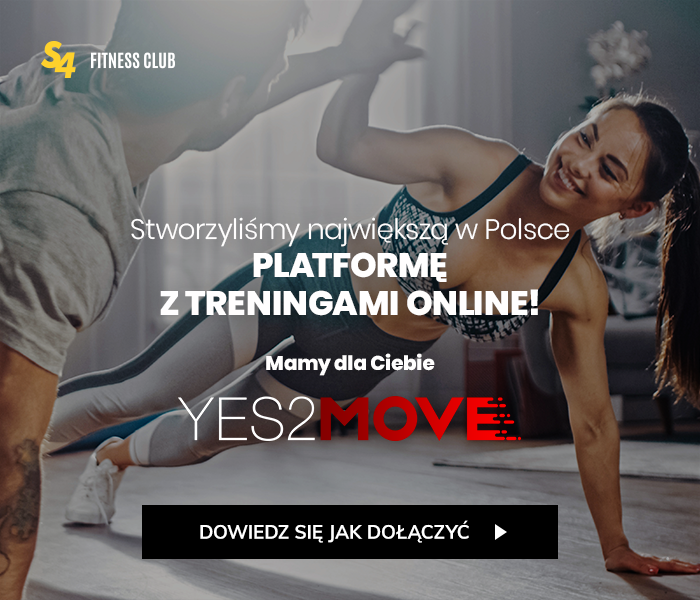 S4 FITNESS CLUB
Stworzyliśmy największą w Polsce
PLATFORMĘ
Z TRENINGAMI ONLINE!
Mamy dla Ciebie
YES2MOVE
DOWIEDZ SIĘ JAK DOŁĄCZYĆ